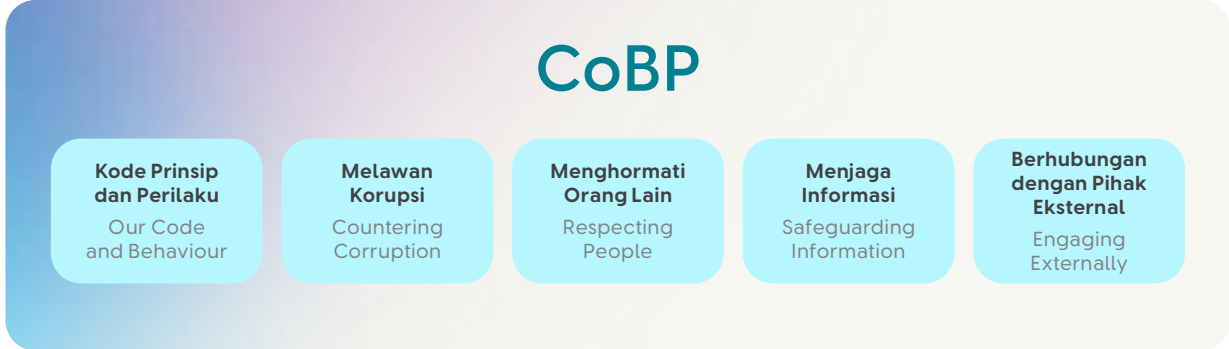 CoBP
Kode Prinsip
dan Perilaku
Our Code
and Behaviour
Melawan
Korupsi
Countering
Corruption
Menghormati
Orang Lain
Respecting
People
Menjaga
Informasi
Safeguarding
Information
Berhubungan
dengan Pihak
Eksternal
Engaging
Externally